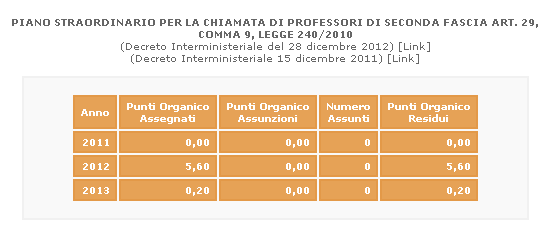 PIANO STRAORDINARIO PER LA CHIAMATA DI PROFESSORI DI SECONDA FASCIA ART. 29,
COMMA 9, LEGGE 240/2010
(Decreto Interministeriale del 28 dicembre 2012) [Link]
(Decreto Interministeriale 15 dicembre 2011) [Link]
Anno Punti Organico Assegnati Punti Organico Assunzioni Numero Assunti Punti Organico Residui
2011 0,00 0,00 0 0,00
2012 5,60 0,00 0 5,60
2013 0,20 0,00 0 0,20